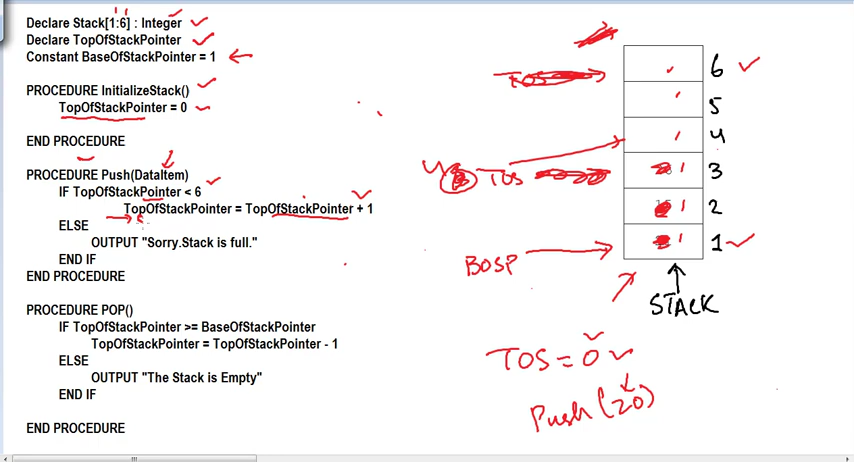 Declare Stack[1:6] : Integer
Declare TopOfStackPointer
Constant BaseOfStackPointer = 1
PROCEDURE InitializeStack()
TopOfStackPointer = 0
END PROCEDURE
PROCEDURE Push(DataItem)
IF TopOfStackPointer < 6
TopOfStackPointer = TopOfStackPointer + 1
ELSE
OUTPUT "Sorry.Stack is full."
END IF
END PROCEDURE
PROCEDURE POP()
IF TopOfStackPointer >= BaseOfStackPointer
TopOfStackPointer = TopOfStackPointer - 1
ELSE
OUTPUT "The Stack is Empty"
END IF
END PROCEDURE
TOS
6
5
4
TOS
3
2
BOSP
1
STACK
TOS = 0
Push(20)